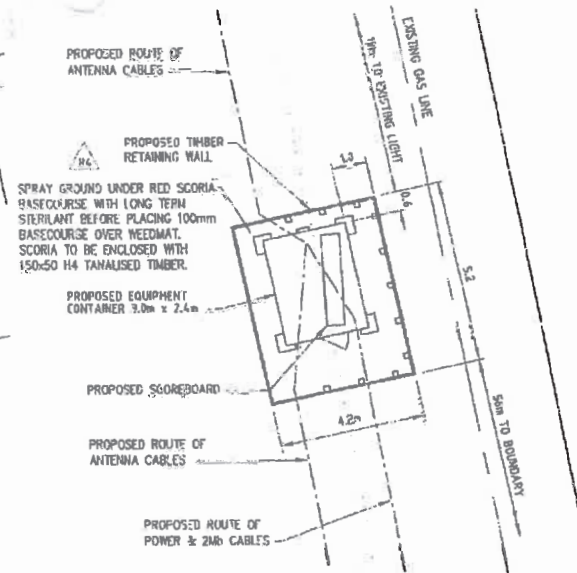 PROPOSED ROUTE OF
ANTENNA CABLES
PROPOSED TIMBER
RETAINING WALL
SPRAY GROUND UNDER RED SCORIA
BASECOURSE WITH LONG TERM
STERILANT BEFORE PLACING 100mm
BASECOURSE OVER WEEDMAT.
SCORIA TO BE ENCLOSED WITH
150x50 H4 TANALISED TIMBER.
PROPOSED EQUIPMENT
CONTAINER 3.0m x 2.4m
PROPOSED SCOREBOARD
PROPOSED ROUTE OF
ANTENNA CABLES
PROPOSED ROUTE OF
POWER & 2Mb CABLES
TO EXISTING LIGHT
EXISTING GAS LINE
1.3
0.6
5.2
4.2m
56m TO BOUNDARY